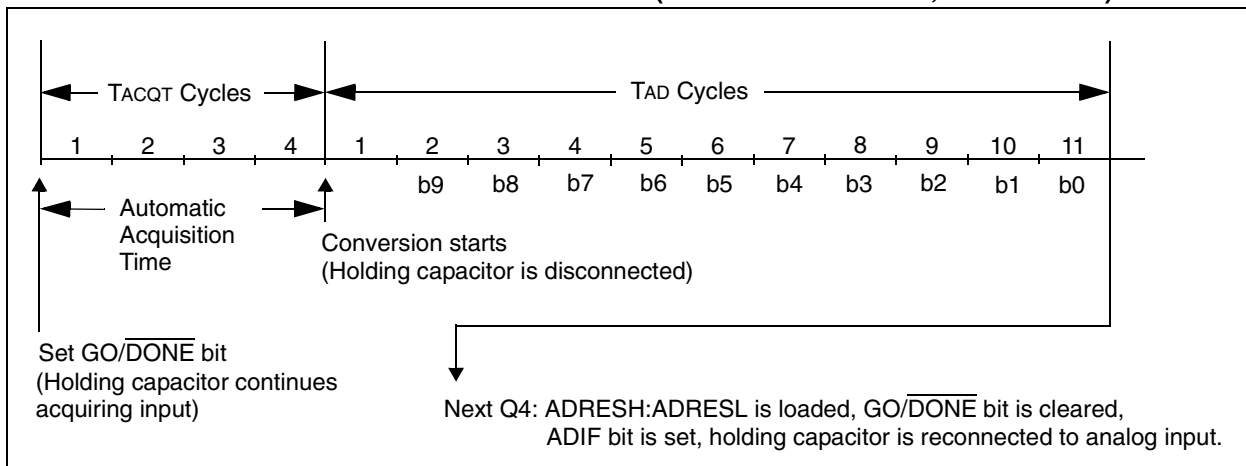 TACQT Cycles
TAD Cycles
1 2 3 4 1 2 3 4 5 6 7 8 9 10 11
b9 b8 b7 b6 b5 b4 b3 b2 b1 b0
Automatic
Acquisition
Time
Conversion starts
(Holding capacitor is disconnected)
Set GO/DONE bit
(Holding capacitor continues
acquiring input)
Next Q4: ADRESH:ADRESL is loaded, GO/DONE bit is cleared,
ADIF bit is set, holding capacitor is reconnected to analog input.